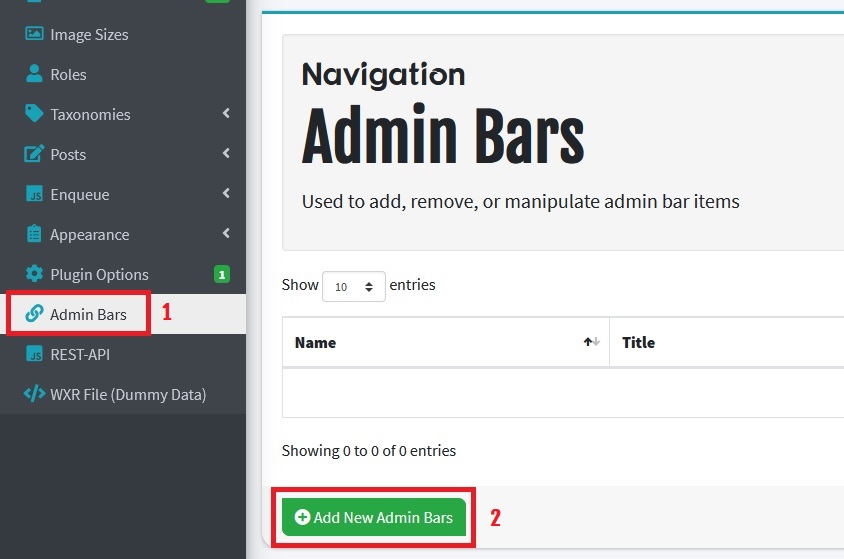 Image Sizes
Roles
Taxonomies
Posts
JS Enqueue
Appearance
Plugin Options 1
Admin Bars 1
JS REST-API
WXR File (Dummy Data)
Navigation
Admin Bars
Used to add, remove, or manipulate admin bar items
Show 10 entries
Name Title
Showing 0 to 0 of 0 entries
Add New Admin Bars 2